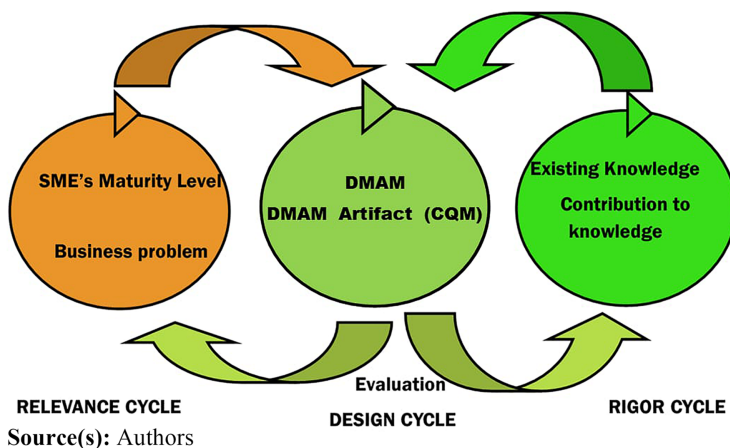 SME's Maturity Level
Business problem
DMAM
DMAM Artifact (CQM)
Existing Knowledge
Contribution to
knowledge
Evaluation
RELEVANCE CYCLE
DESIGN CYCLE
RIGOR CYCLE
Source(s): Authors